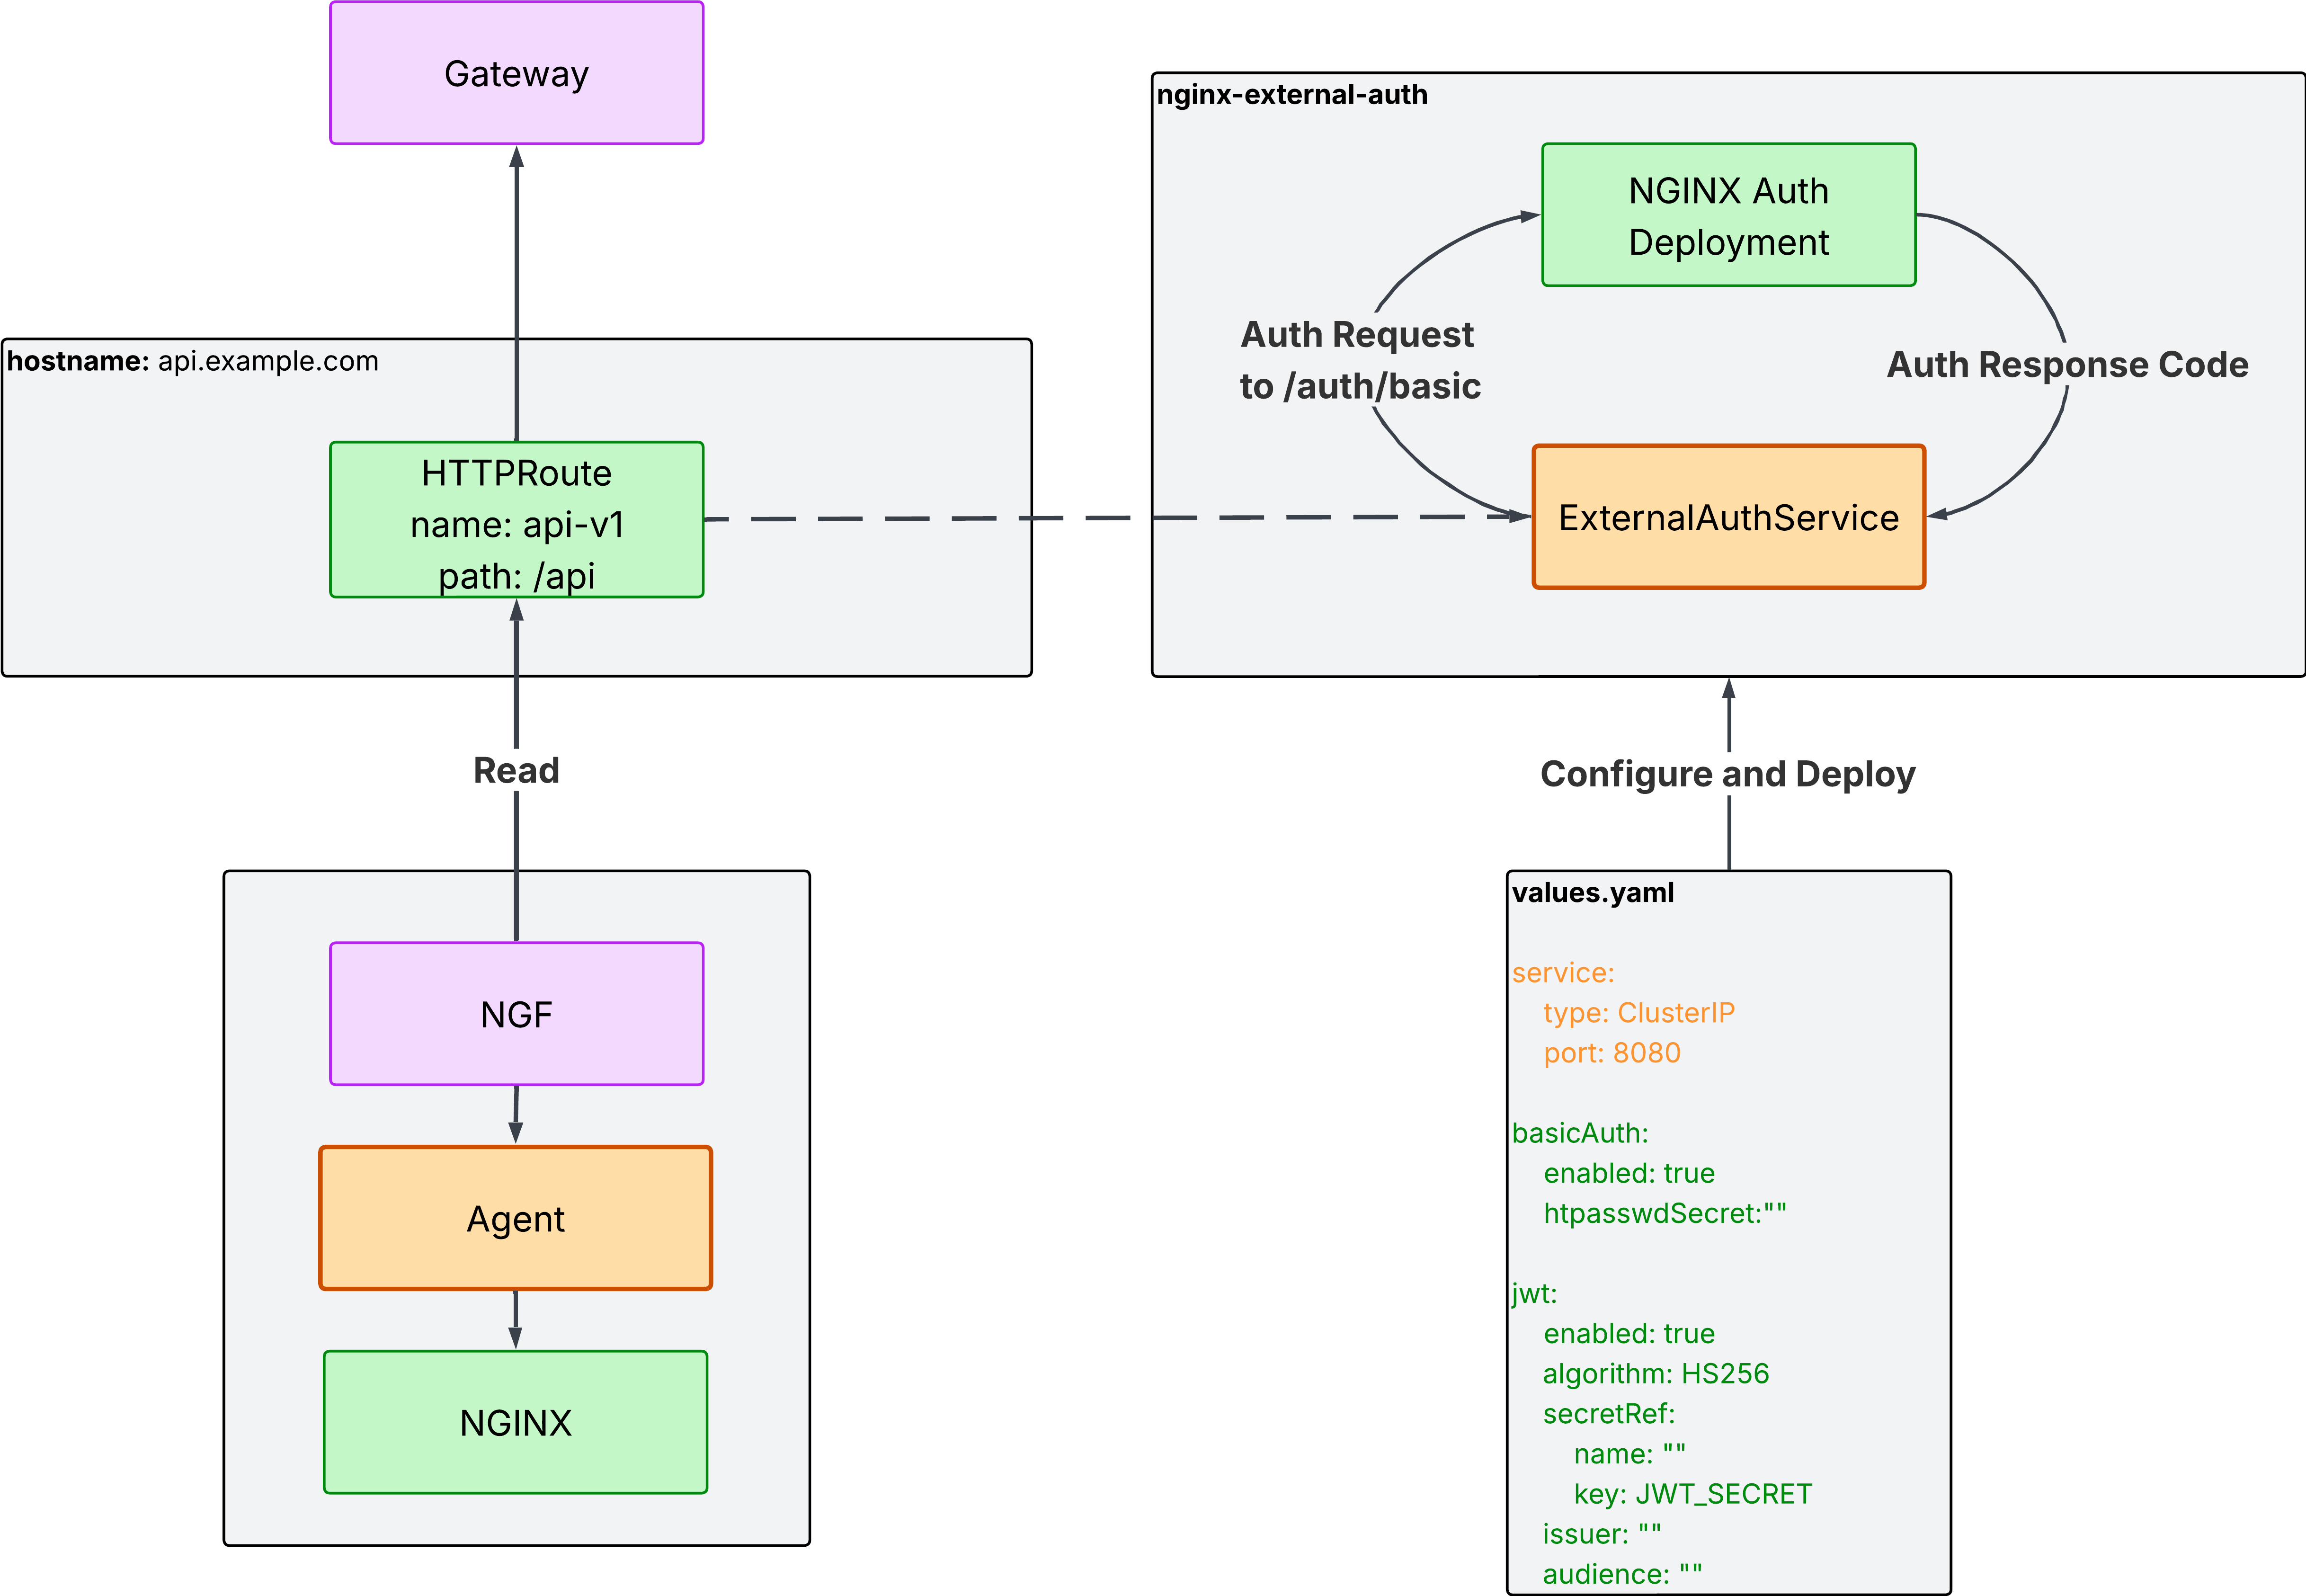 Gateway
hostname: api.example.com
HTTPRoute
name: api-v1
path: /api
Read
NGF
Agent
NGINX
nginx-external-auth
NGINX Auth
Deployment
Auth Request
to /auth/basic
Auth Response Code
ExternalAuthService
Configure and Deploy
values.yaml
service:
type: ClusterIP
port: 8080
basicAuth:
enabled: true
htpasswdSecret:""
jwt:
enabled: true
algorithm: HS256
secretRef:
name: ""
key: JWT_SECRET
issuer: ""
audience: ""